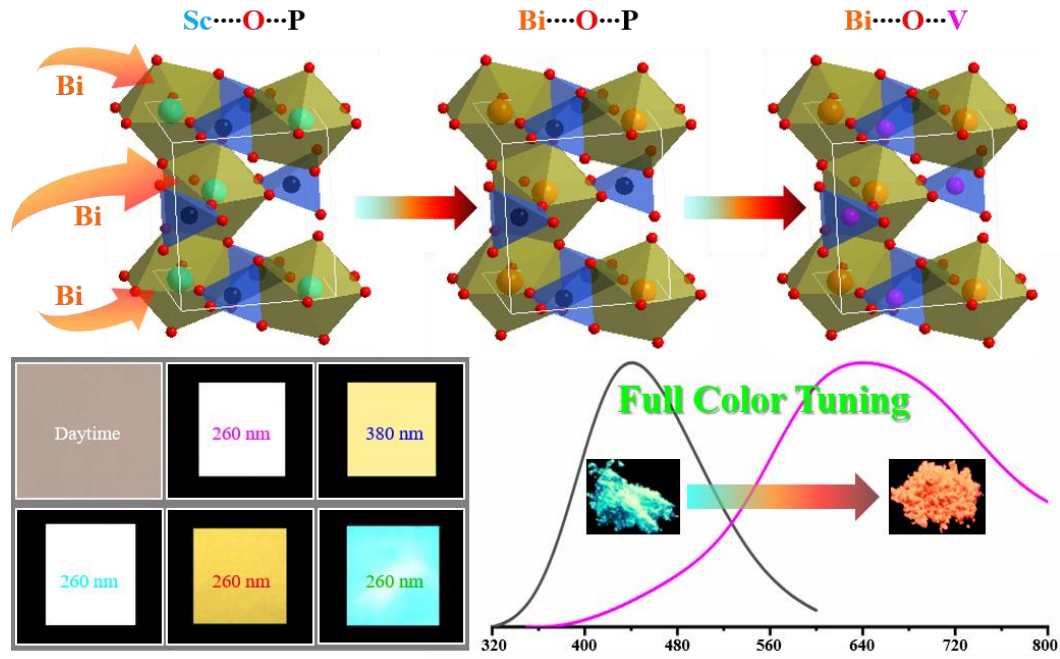 Sc····O···P
Bi····O···P
Bi····O···V
Bi
Bi
Bi
Daytime
260 nm
380 nm
260 nm
260 nm
260 nm
Full Color Tuning
320 400 480 560 640 720 800